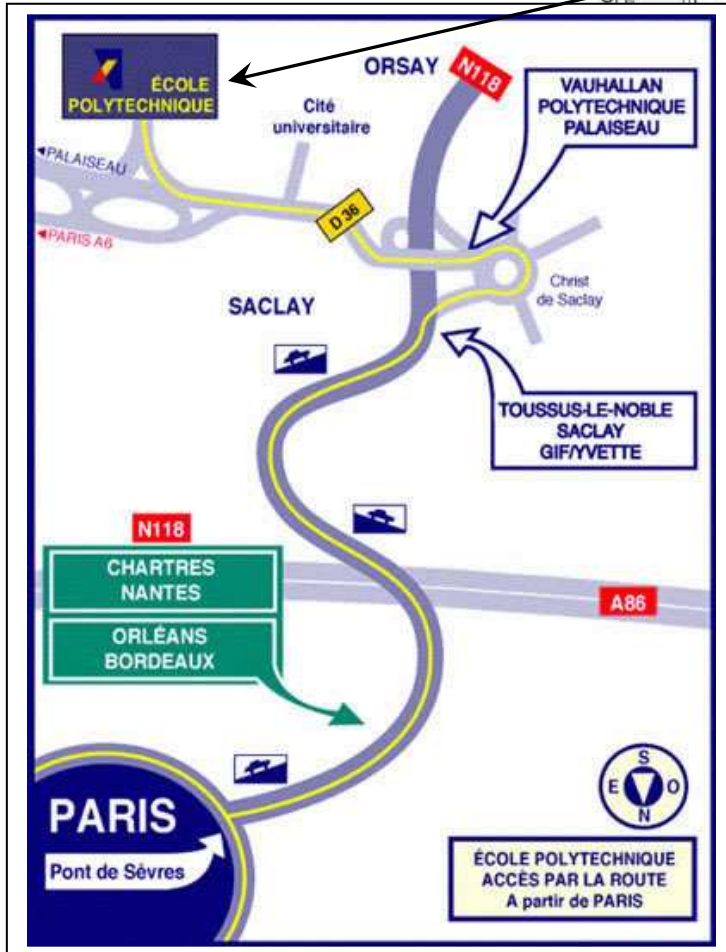 ÉCOLE
POLYTECHNIQUE
ORSAY
N118
VAUHALLAN
POLYTECHNIQUE
PALAISEAU
Cité
universitaire
◄PALAISEAU
D 36
◄PARIS A6
Christ
de Saclay
SACLAY
TOUSSUS-LE-NOBLE
SACLAY
GIF/YVETTE
N118
CHARTRES
NANTES
A86
ORLÉANS
BORDEAUX
S
E O
N
PARIS
Pont de Sèvres
ÉCOLE POLYTECHNIQUE
ACCÈS PAR LA ROUTE
A partir de PARIS